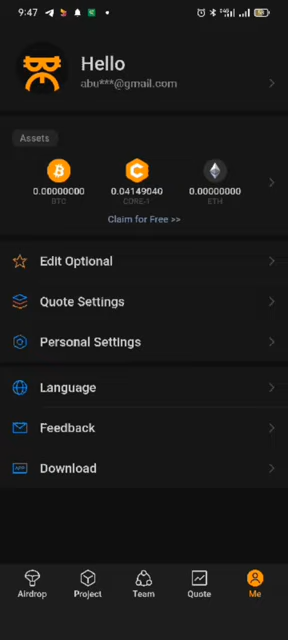 9:47
Hello
abu***@gmail.com
Assets
0.00000000 0.04149040 0.00000000
BTC CORE-1 ETH
Claim for Free >>
Edit Optional
Quote Settings
Personal Settings
Language
Feedback
APP
Download
Airdrop Project Team Quote Me